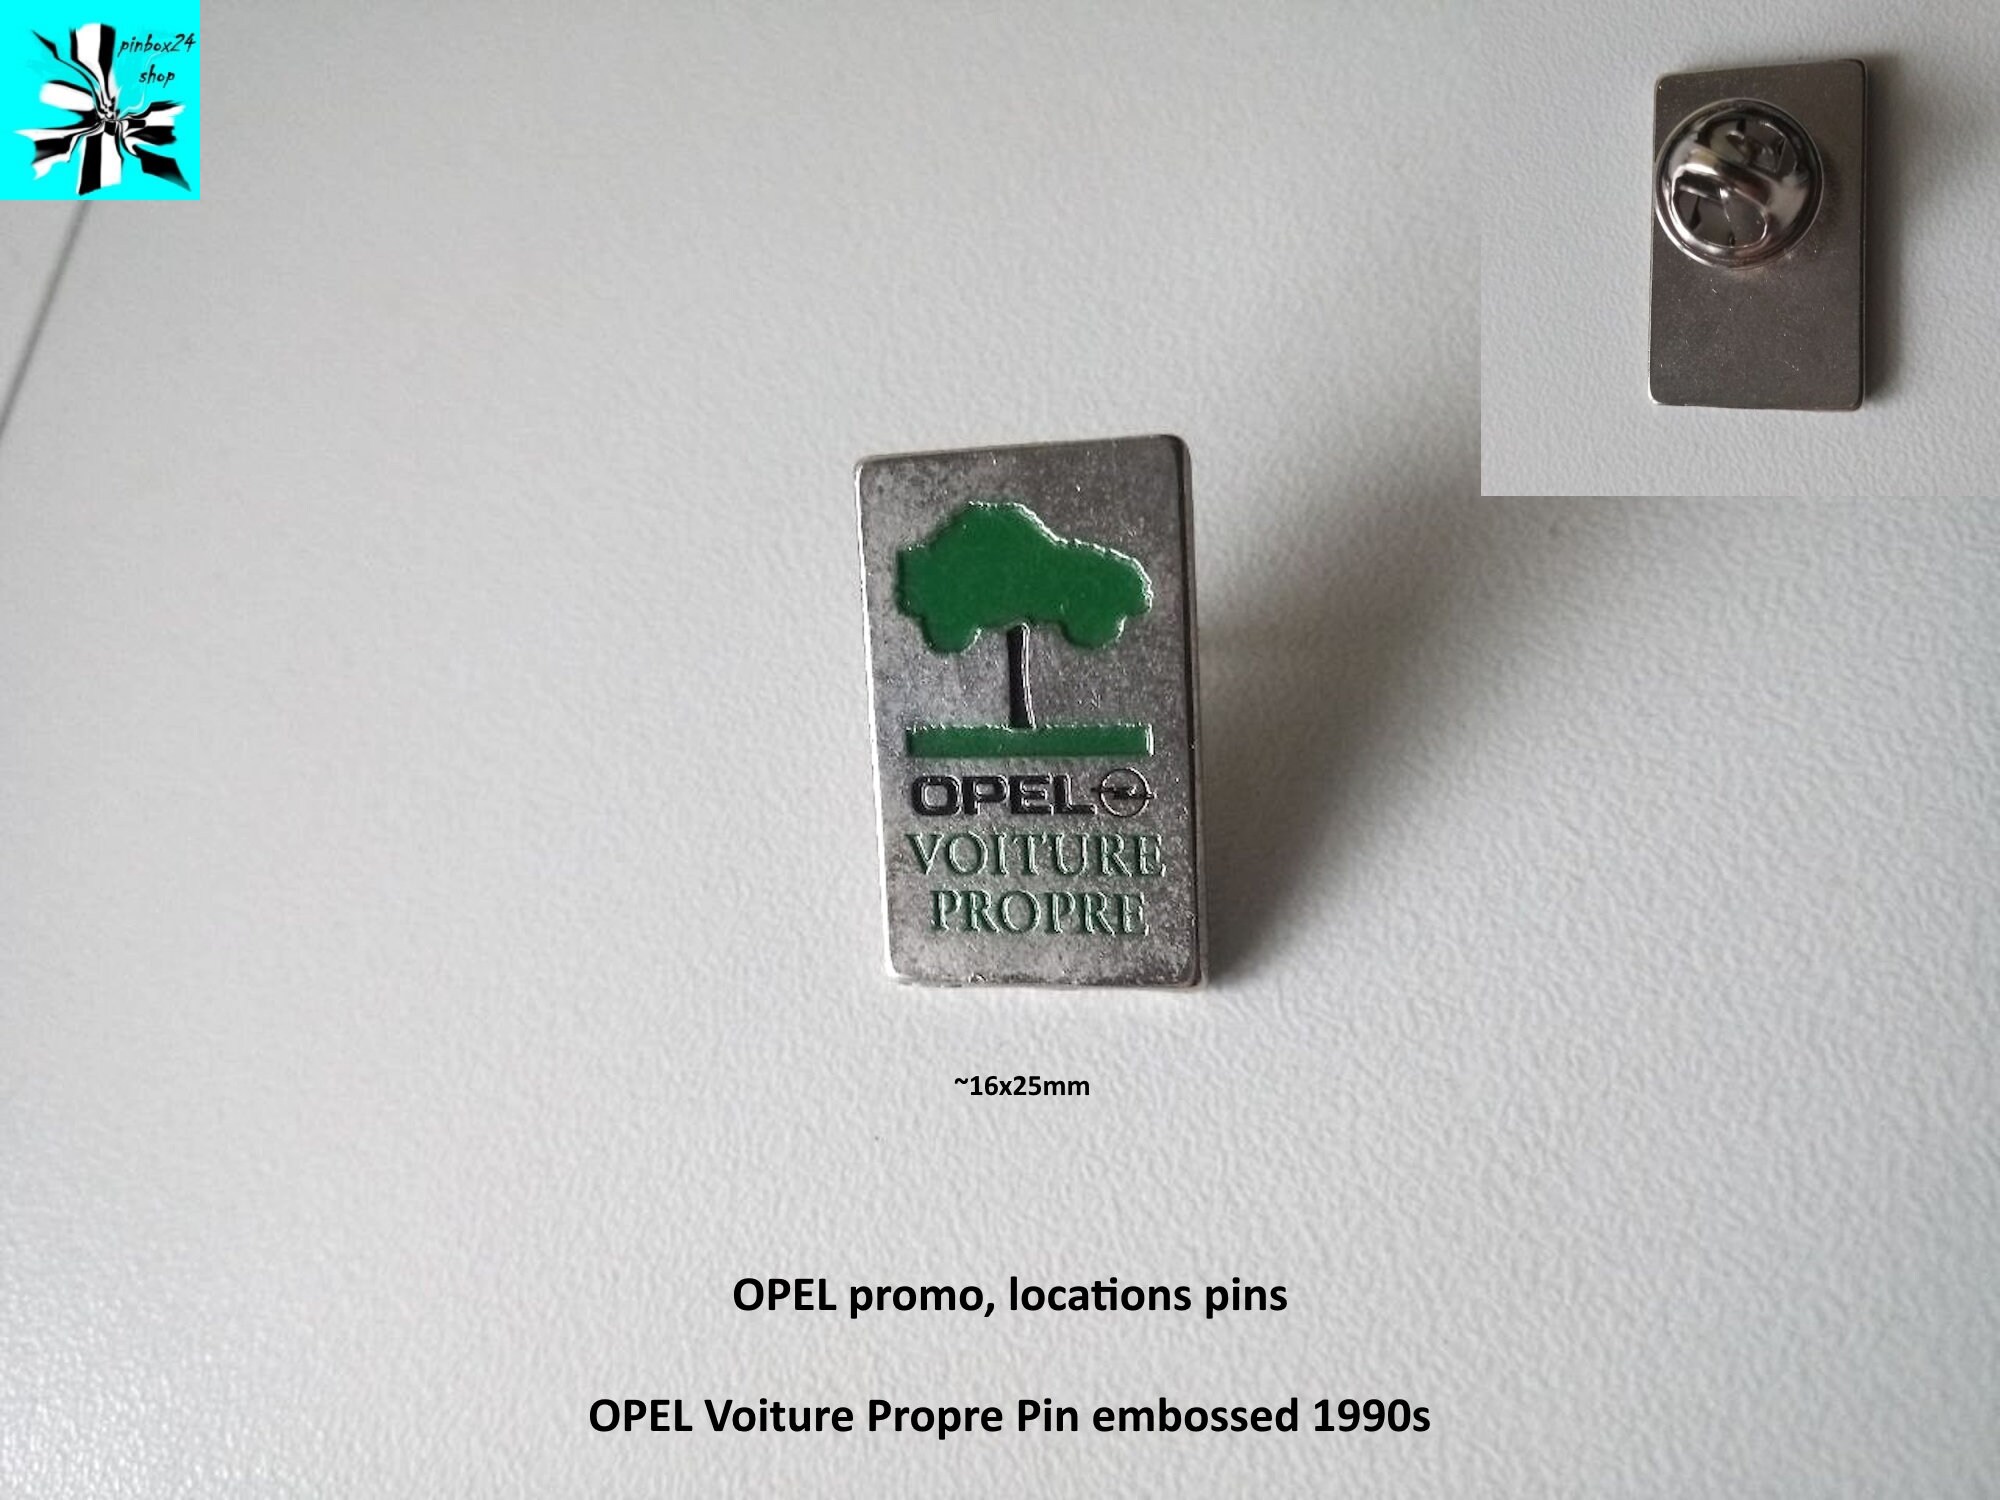 pinbox24
shop
OPEL
VOITURE
PROPRE
~16x25mm
OPEL promo, locations pins
OPEL Voiture Propre Pin embossed 1990s